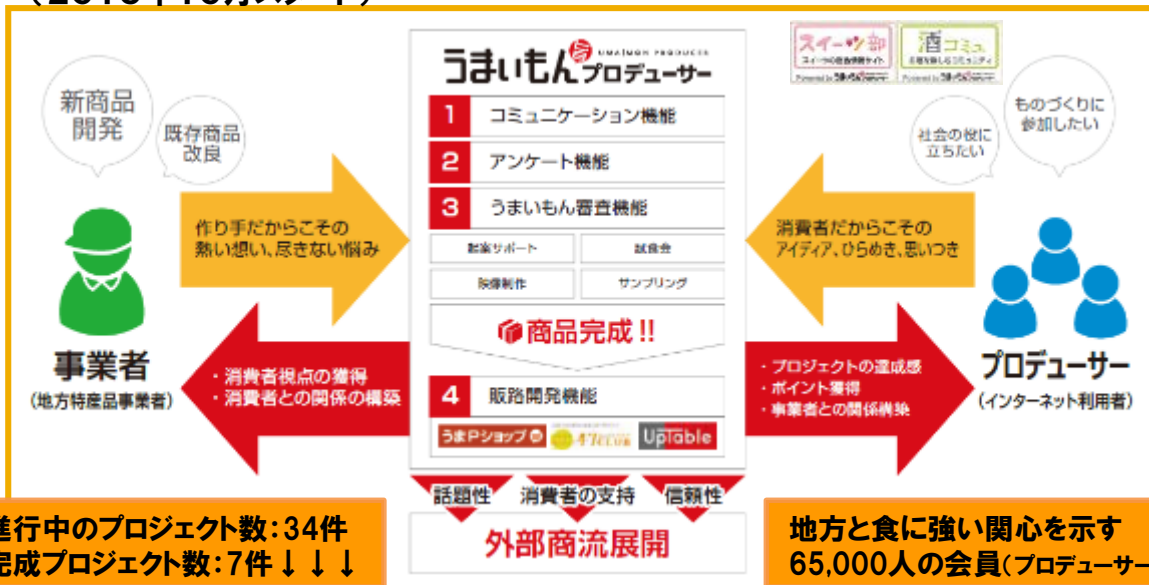 うまいもん
プロデューサー
UMAIMON PRODUCERS
スイーツ部
酒コミュ
新商品
開発
既存商品
改良
ものづくりに
参加したい
社会の役に
立ちたい
1 コミュニケーション機能
2 アンケート機能
3 うまいもん審査機能
起案サポート 試食会
映像制作 サンプリング
商品完成!!
4 販路開発機能
うまPショップ
47CLUB
UpTable
作り手だからこその
熱い想い、尽きない悩み
消費者だからこその
アイディア、ひらめき、思いつき
・消費者視点の獲得
・消費者との関係の構築
・プロジェクトの達成感
・ポイント獲得
・事業者との関係構築
事業者
(地方特産品事業者)
プロデューサー
(インターネット利用者)
話題性 消費者の支持 信頼性
外部商流展開
進行中のプロジェクト数:34件
完成プロジェクト数:7件↓↓↓
地方と食に強い関心を示す
65,000人の会員(プロデューサー